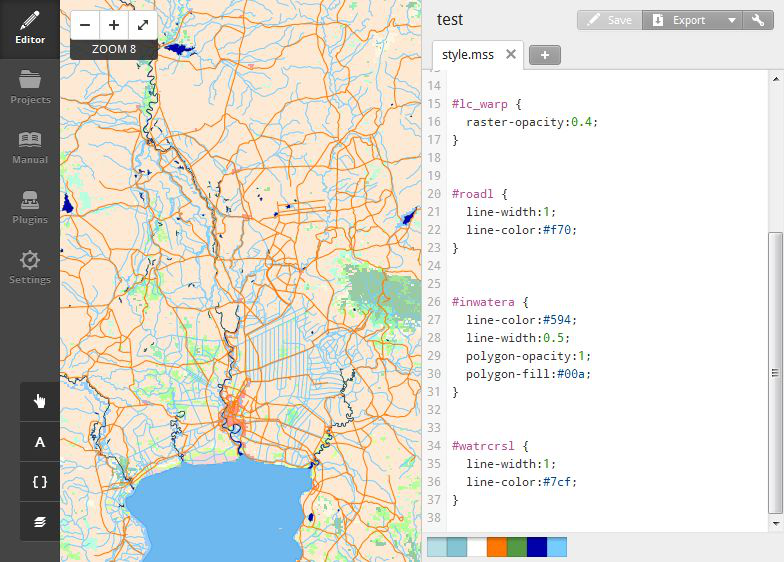 Editor
Projects
Manual
Plugins
Settings
A
{}
ZOOM 8
test
Save
Export
style.mss
14
15 #lc_warp {
16 raster-opacity:0.4;
17 }
18
19
20 #roadl {
21 line-width:1;
22 line-color:#f70;
23 }
24
25
26 #inwatera {
27 line-color:#594;
28 line-width:0.5;
29 polygon-opacity:1;
30 polygon-fill:#00a;
31 }
32
33
34 #watrcrsl {
35 line-width:1;
36 line-color:#7cf;
37 }
38